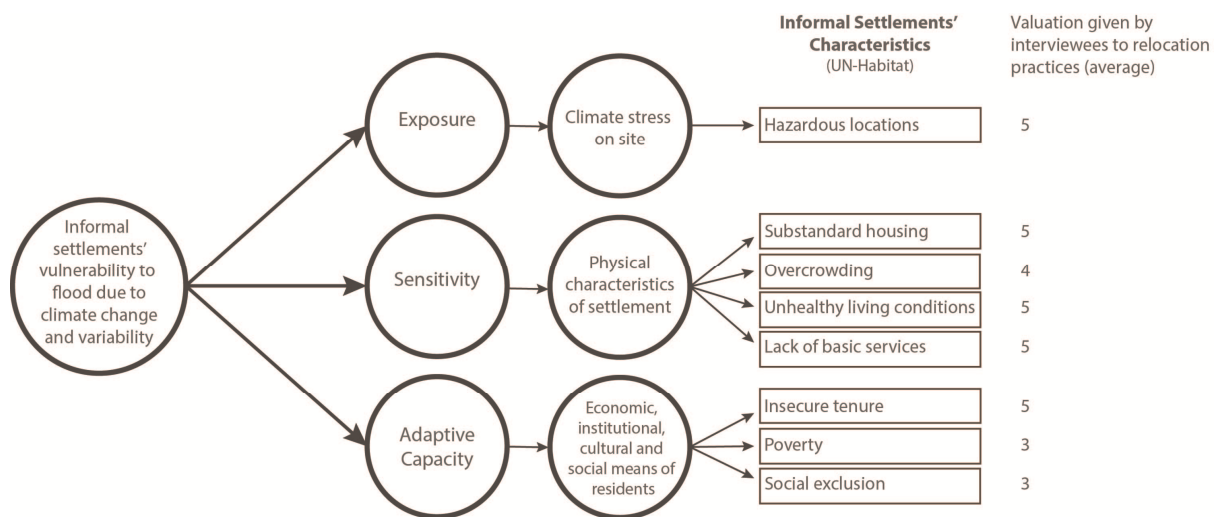 Informal Settlements'
Characteristics
(UN-Habitat)
Valuation given by
interviewees to relocation
practices (average)
Exposure
Climate stress
on site
Hazardous locations
5
Informal
settlements'
vulnerability to
flood due to
climate change
and variability
Sensitivity
Physical
characteristics
of settlement
Substandard housing
5
Overcrowding
4
Unhealthy living conditions
5
Lack of basic services
5
Adaptive
Capacity
Economic,
institutional,
cultural and
social means of
residents
Insecure tenure
5
Poverty
3
Social exclusion
3